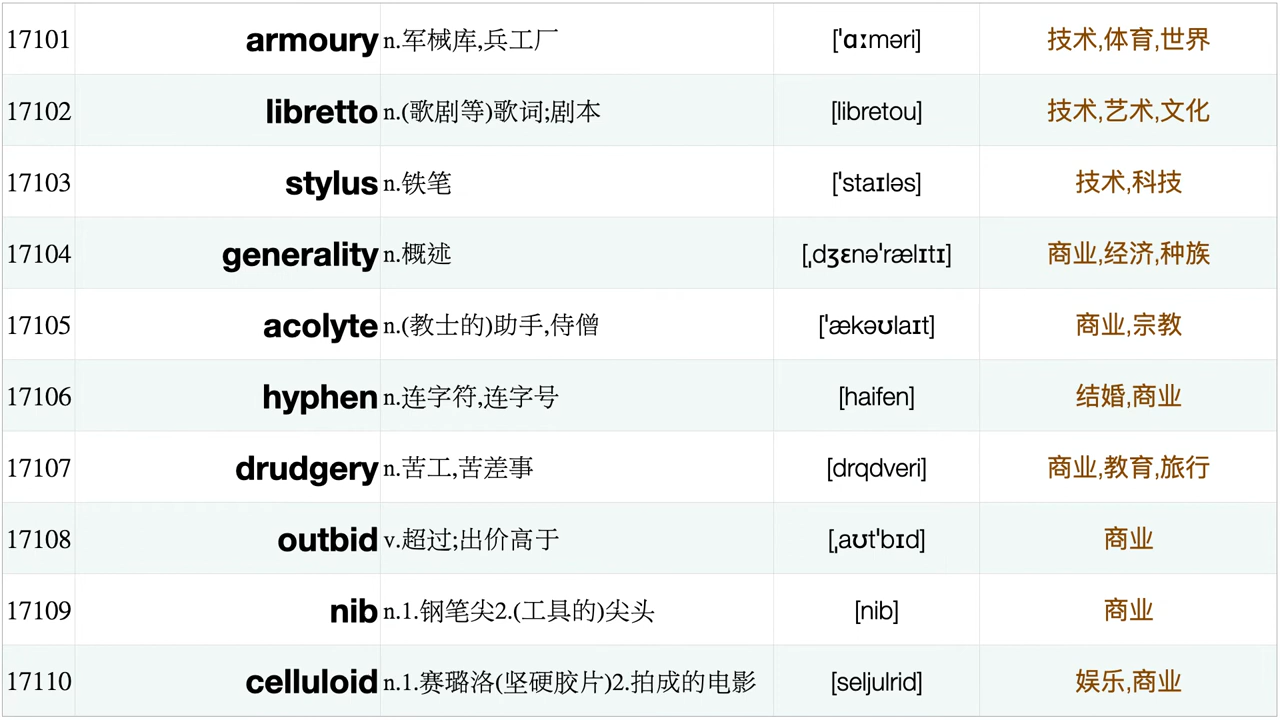 17101 armoury n.军械库,兵工厂 [ˈɑːməri] 技术,体育,世界
17102 libretto n.(歌剧等)歌词;剧本 [libretou] 技术,艺术,文化
17103 stylus n.铁笔 [ˈstaɪləs] 技术,科技
17104 generality n.概述 [ˌdʒɛnəˈrælɪtɪ] 商业,经济,种族
17105 acolyte n.(教士的)助手,侍僧 [ˈækəʊlaɪt] 商业,宗教
17106 hyphen n.连字符,连字号 [haifen] 结婚,商业
17107 drudgery n.苦工,苦差事 [drqdveri] 商业,教育,旅行
17108 outbid v.超过;出价高于 [ˌaʊtˈbɪd] 商业
17109 nib n.1.钢笔尖2.(工具的)尖头 [nib] 商业
17110 celluloid n.1.赛璐洛(坚硬胶片)2.拍成的电影 [seljulrid] 娱乐,商业